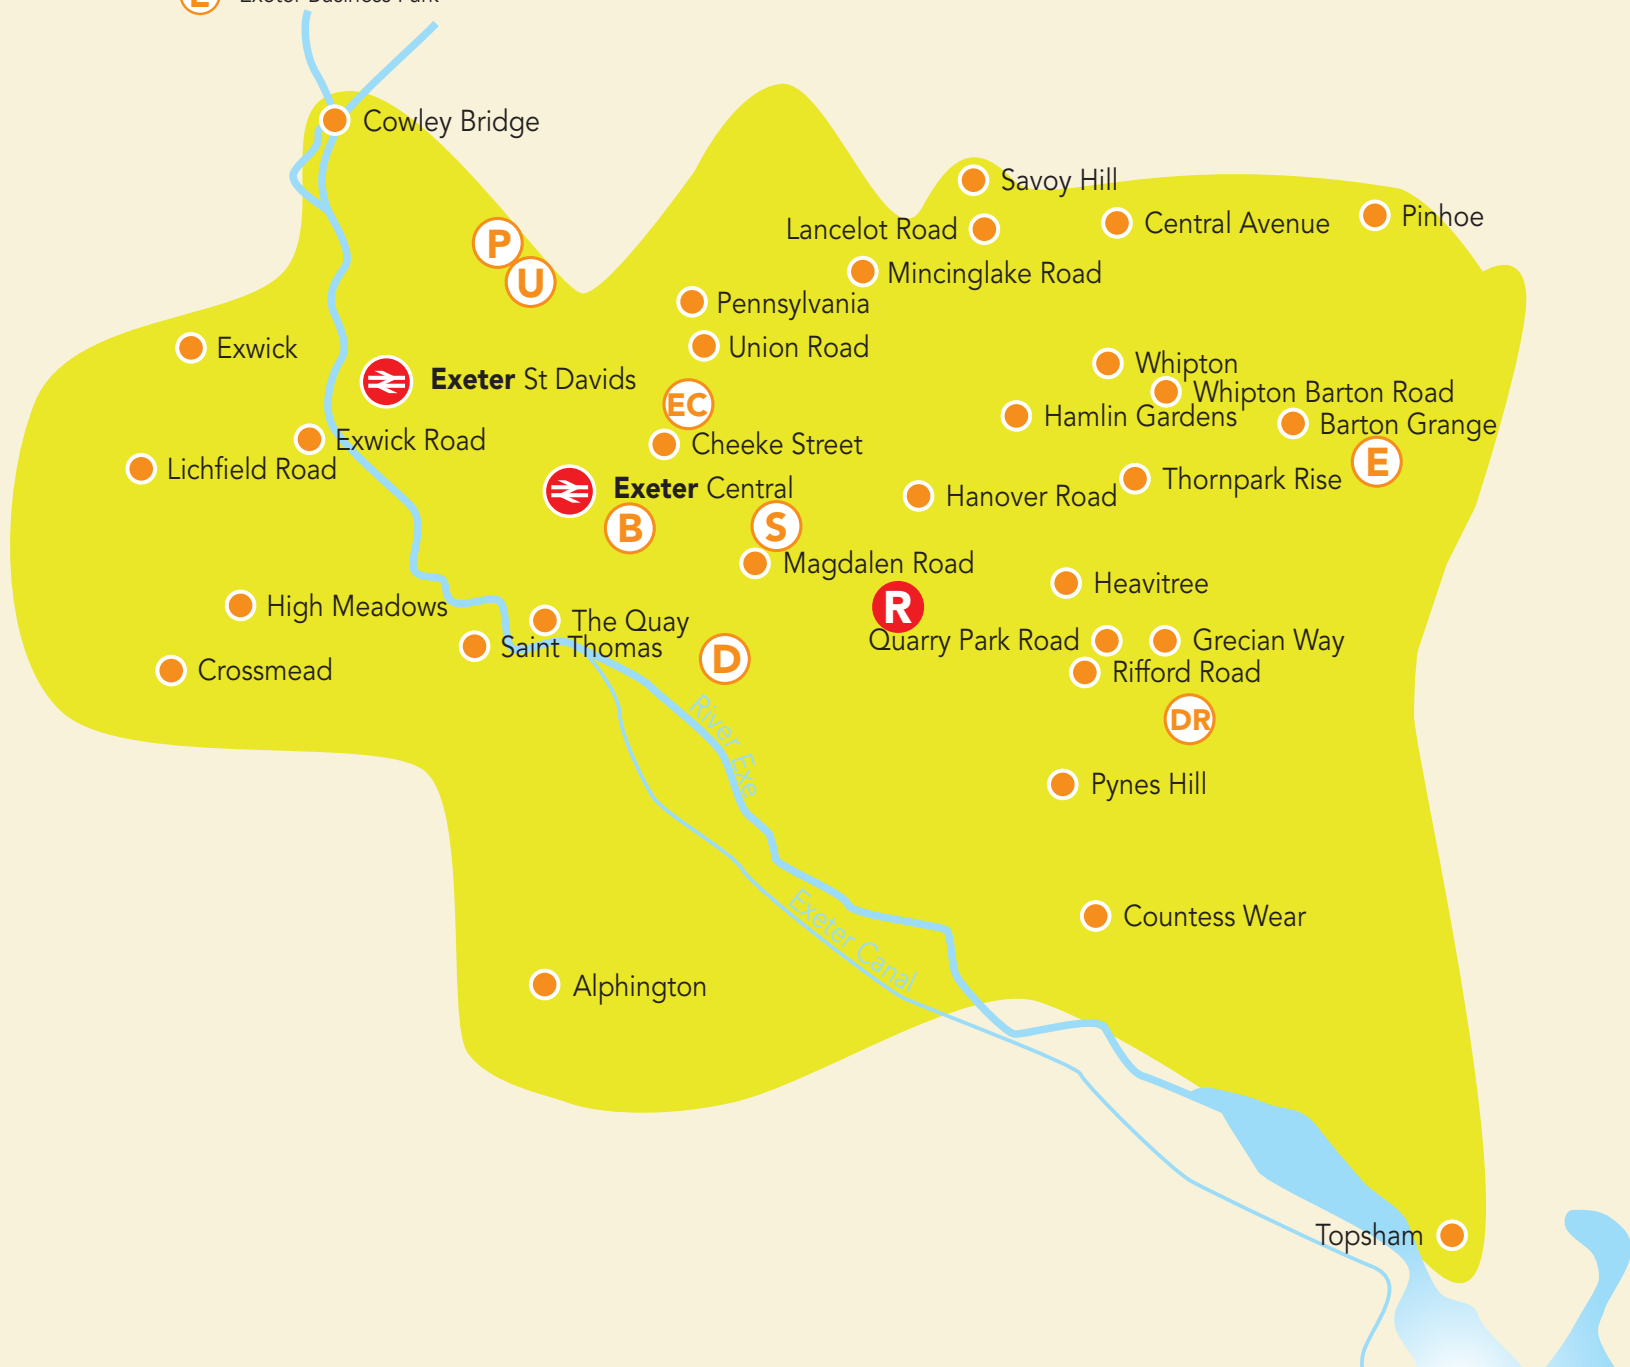 E Exeter Business Park
Cowley Bridge
Savoy Hill
Pinhoe
Central Avenue
Lancelot Road
P
Mincinglake Road
U
Pennsylvania
Union Road
Exwick
Whipton
Exeter St Davids
Whipton Barton Road
EC
Hamlin Gardens
Barton Grange
Exwick Road
Cheeke Street
E
Lichfield Road
Thornpark Rise
Exeter Central
Hanover Road
B
S
Magdalen Road
Heavitree
High Meadows
R
The Quay
Quarry Park Road
Grecian Way
Saint Thomas
D
Crossmead
Rifford Road
DR
River Exe
Pynes Hill
Countess Wear
Exeter Canal
Alphington
Topsham